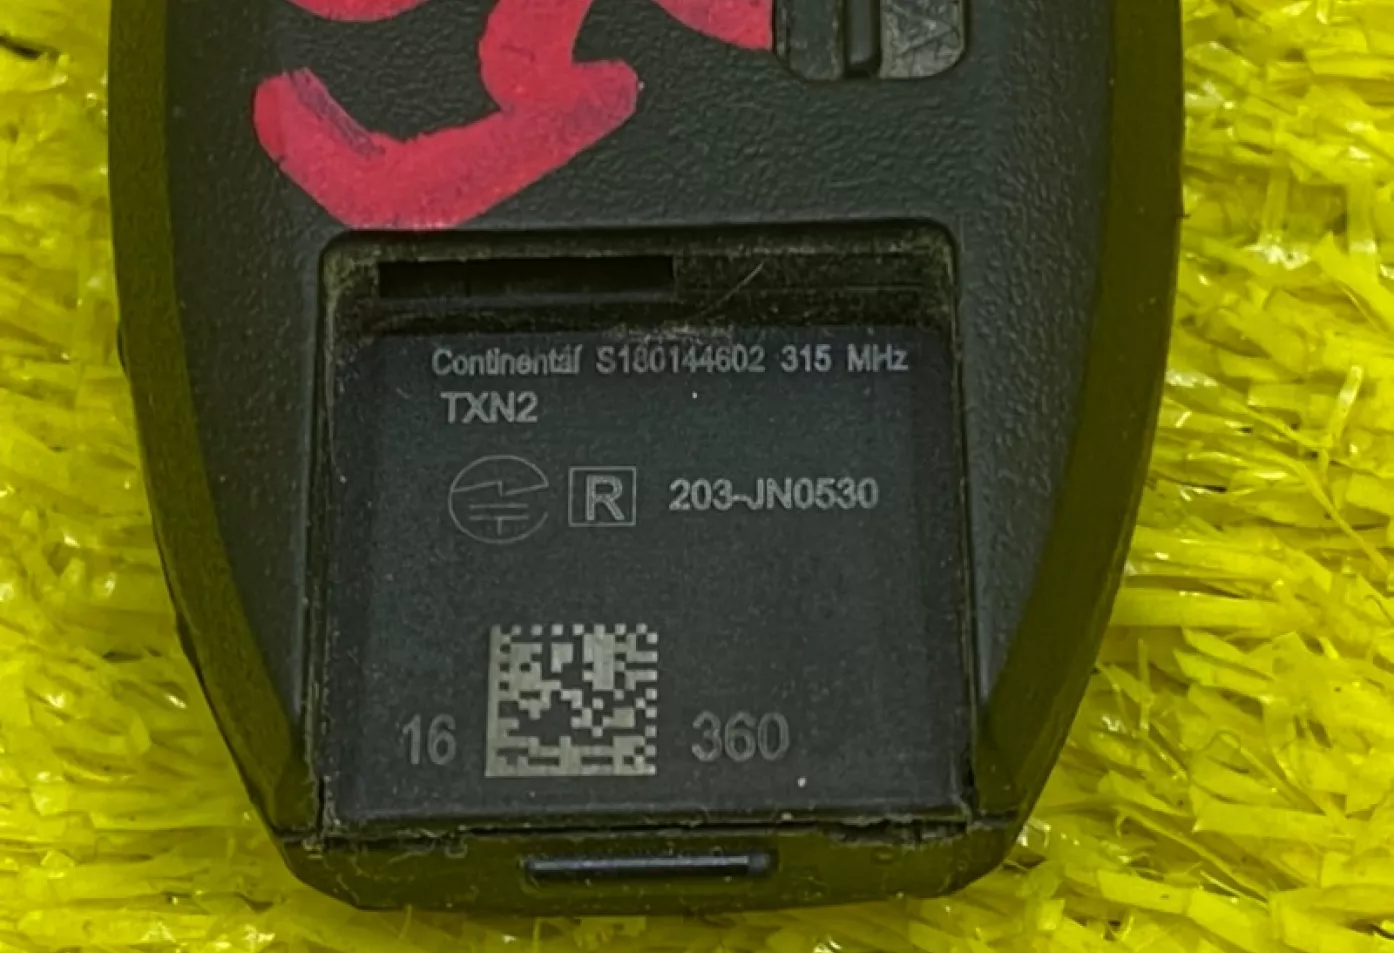 Continental S180144602 315 MHz
TXN2
R 203-JN0530
16 360